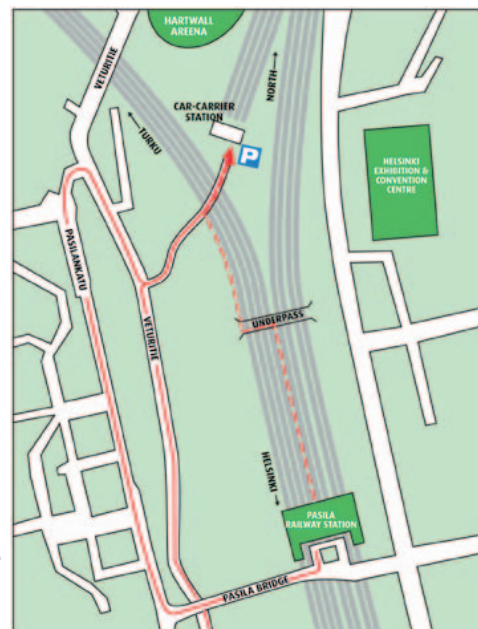 HARTWALL
AREENA
VETURITIE
NORTH
CAR-CARRIER
STATION
TURKU
P
HELSINKI
EXHIBITION &
CONVENTION
CENTRE
PASILANKATU
VETURITIE
UNDERPASS
HELSINKI
PASILA
RAILWAY STATION
PASILA BRIDGE